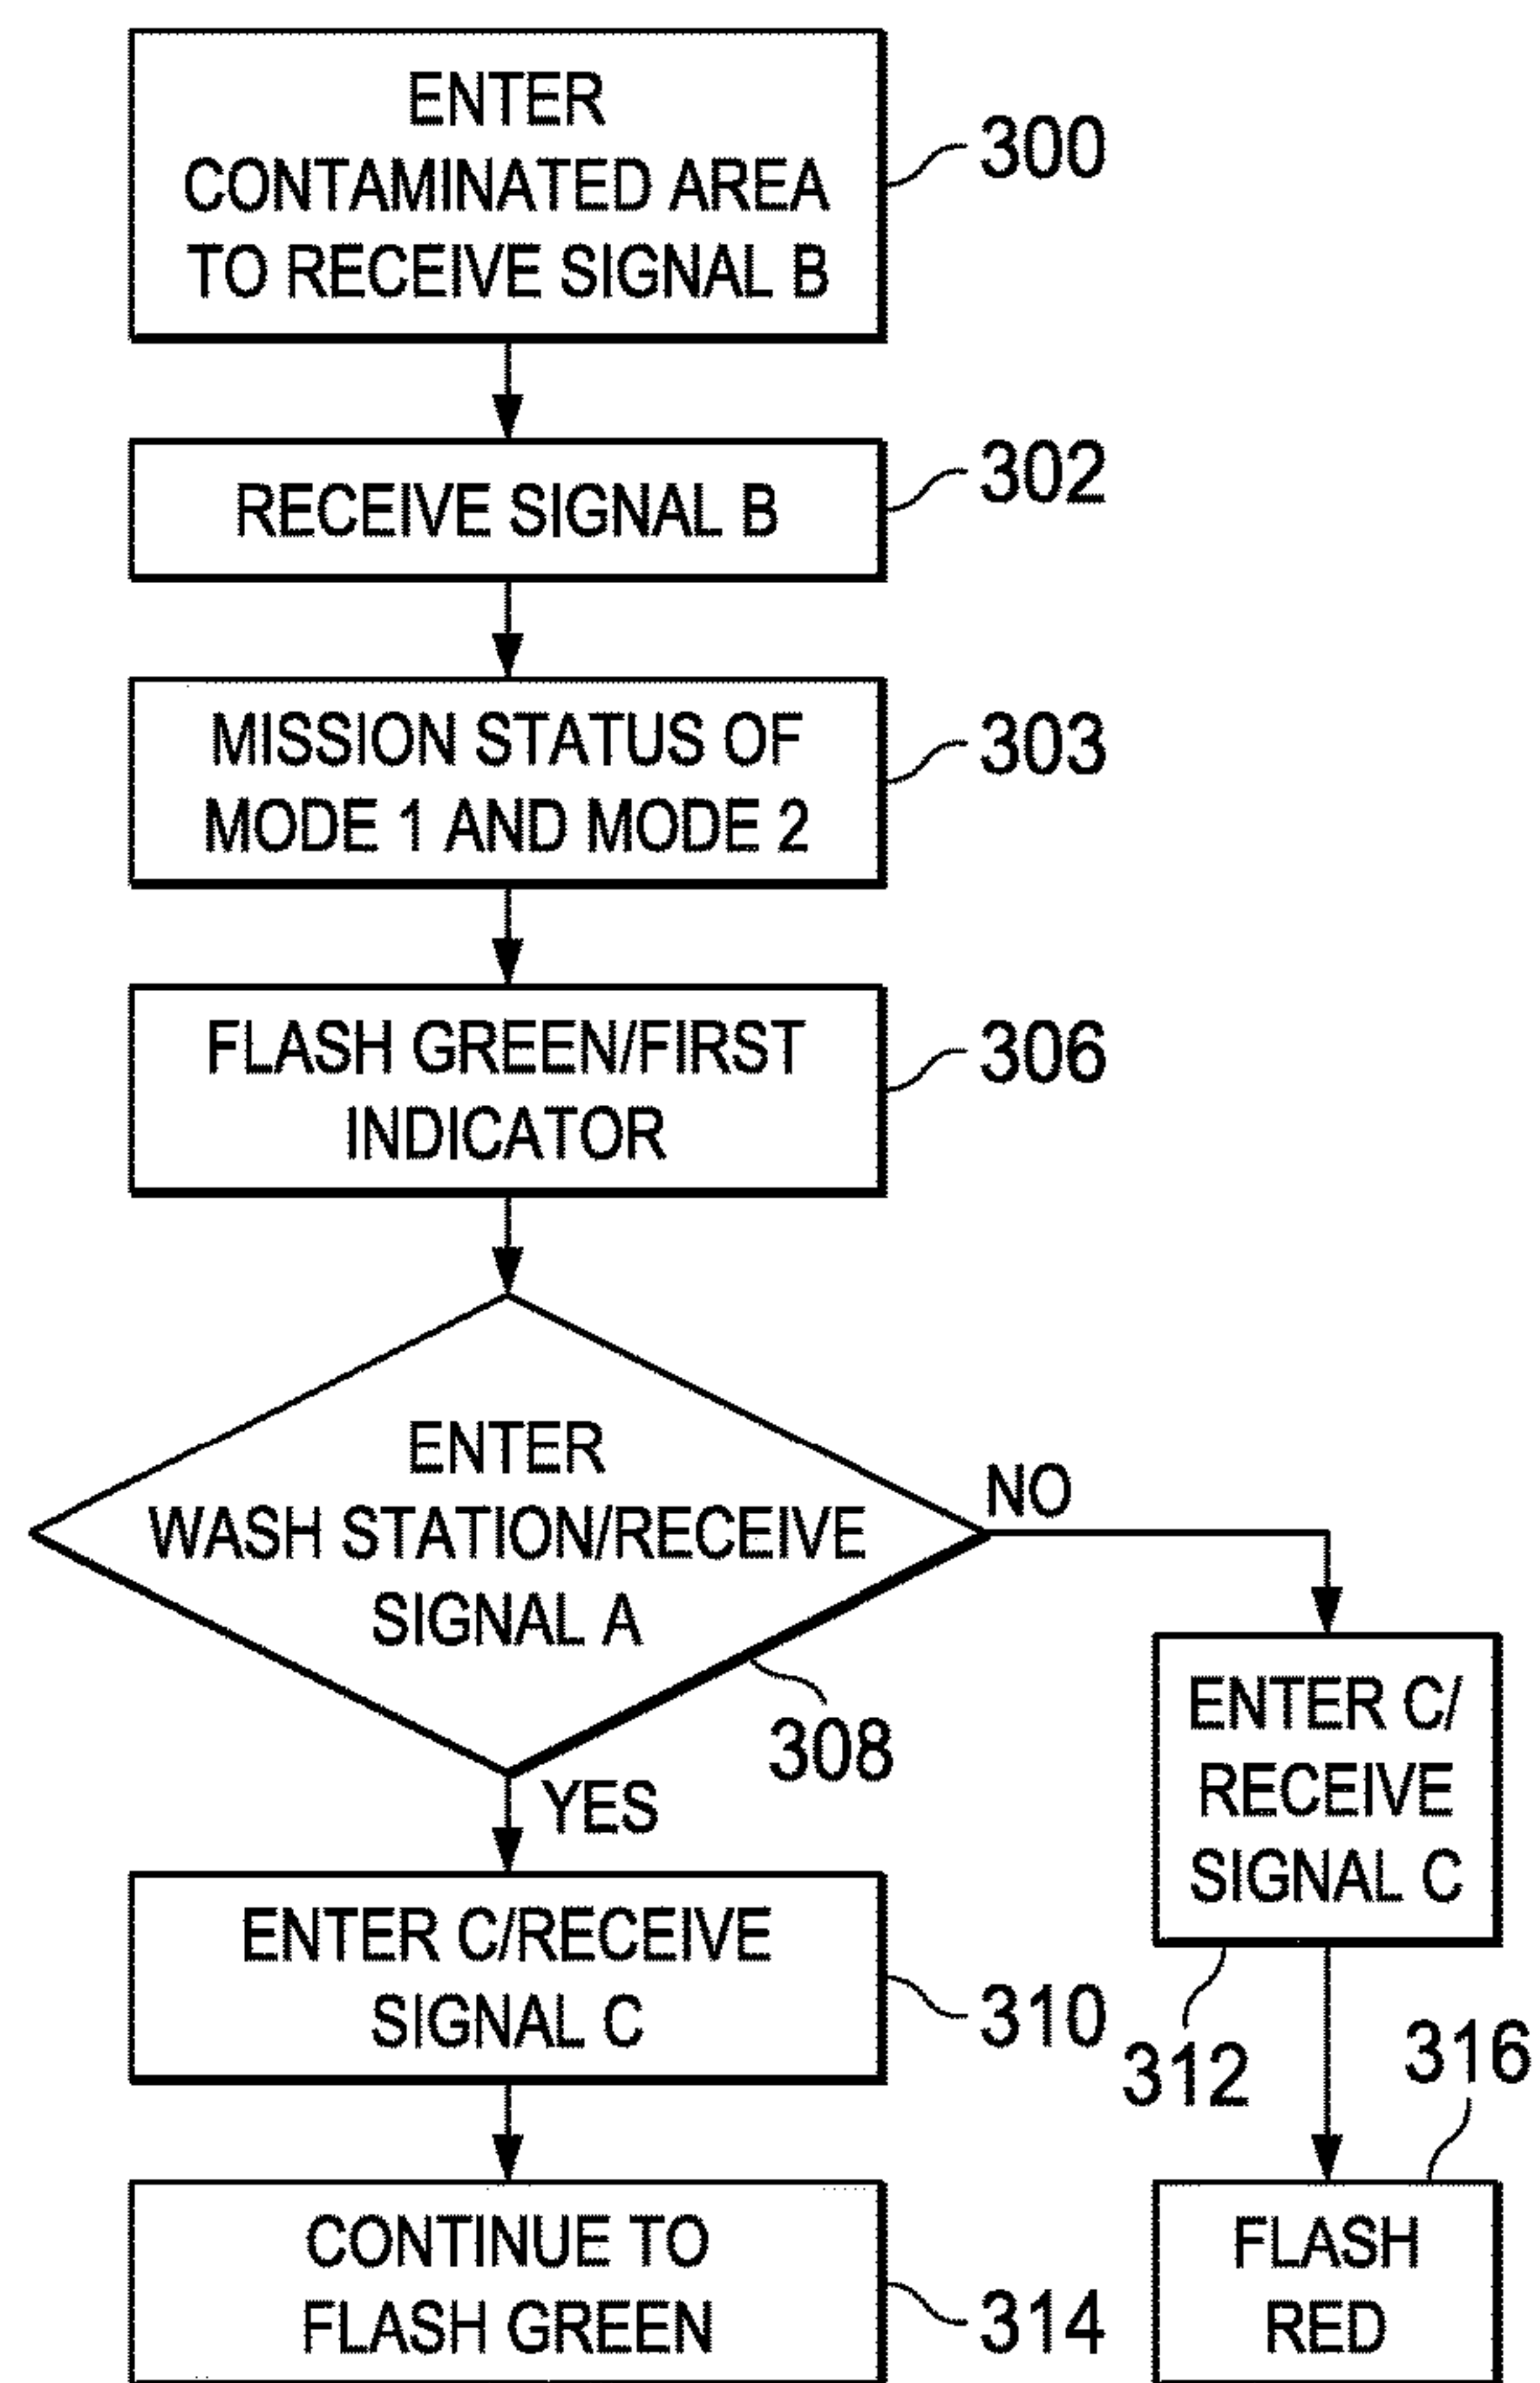 ENTER
CONTAMINATED AREA
TO RECEIVE SIGNAL B
300
RECEIVE SIGNAL B
302
MISSION STATUS OF
MODE 1 AND MODE 2
303
FLASH GREEN/FIRST
INDICATOR
306
ENTER
WASH STATION/RECEIVE
SIGNAL A
308
NO
YES
ENTER C/
RECEIVE
SIGNAL C
312
ENTER C/RECEIVE
SIGNAL C
310
316
CONTINUE TO
FLASH GREEN
314
FLASH
RED